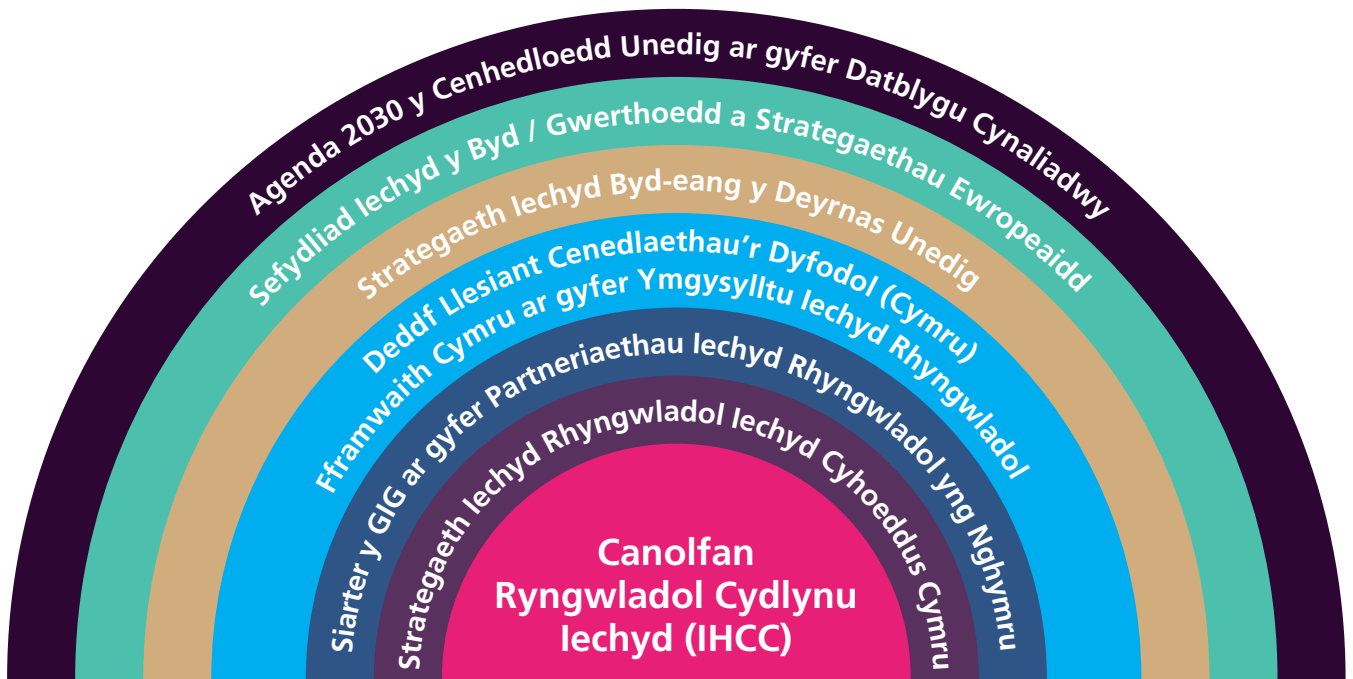 Agenda 2030 y Cenhedloedd Unedig ar gyfer Datblygu Cynaliadwy
Sefydliad Iechyd y Byd / Gwerthoedd a Strategaethau Ewropeaidd
Strategaeth Iechyd Byd-eang y Deyrnas Unedig
Deddf Llesiant Cenedlaethau’r Dyfodol (Cymru)
Fframwaith Cymru ar gyfer Ymgysylltu Iechyd Rhyngwladol
Siarter y GIG ar gyfer Partneriaethau Iechyd Rhyngwladol yng Nghymru
Strategaeth Iechyd Rhyngwladol Iechyd Cyhoeddus Cymru
Canolfan
Ryngwladol Cydlynu
Iechyd (IHCC)